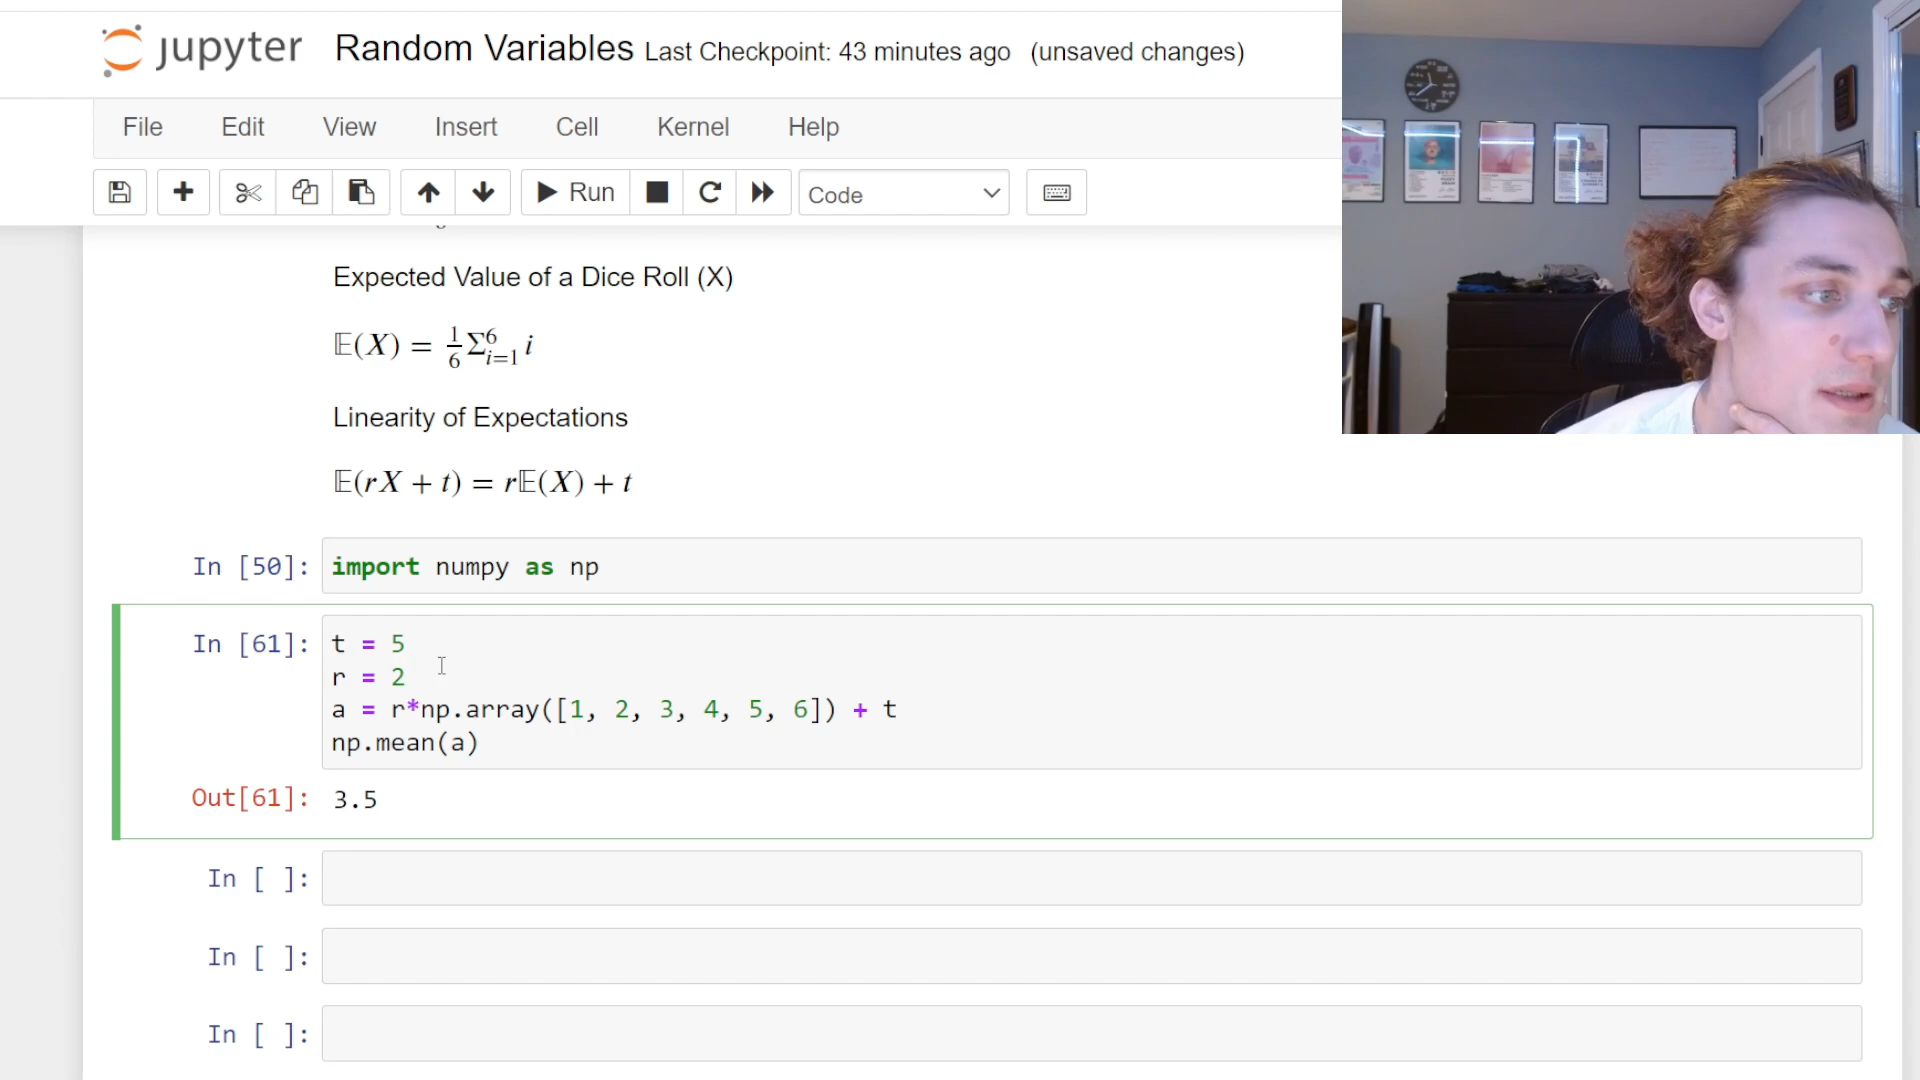 jupyter Random Variables Last Checkpoint: 43 minutes ago (unsaved changes)
File Edit View Insert Cell Kernel Help
Run Code
Expected Value of a Dice Roll (X)
𝔼(X) = 1/6 Σ_{i=1}^{6} i
Linearity of Expectations
𝔼(rX + t) = r𝔼(X) + t
In [50]: import numpy as np
In [61]: t = 5
r = 2
a = r*np.array([1, 2, 3, 4, 5, 6]) + t
np.mean(a)
Out[61]: 3.5
In [ ]:
In [ ]:
In [ ]: